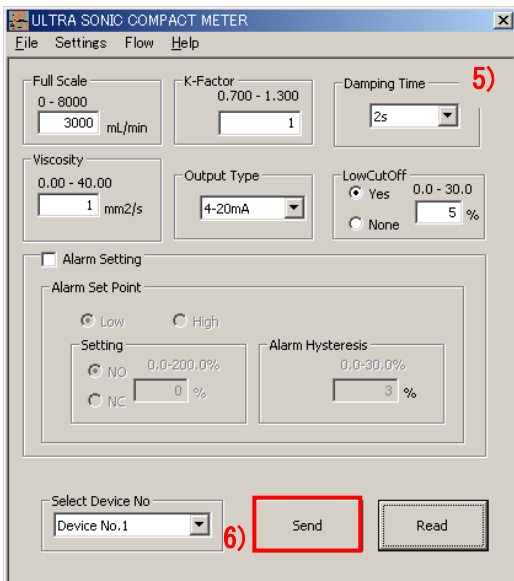 ULTRA SONIC COMPACT METER
File Settings Flow Help
5)
Full Scale
0 - 8000
3000 mL/min
K-Factor
0.700 - 1.300
1
Damping Time
2s
Viscosity
0.00 - 40.00
1 mm2/s
Output Type
4-20mA
LowCutOff
Yes 0.0 - 30.0
5 %
None
Alarm Setting
Alarm Set Point
Low High
Setting
NO 0.0-200.0%
0 %
NC
Alarm Hysteresis
0.0-30.0%
3 %
Select Device No
Device No.1
6)
Send
Read